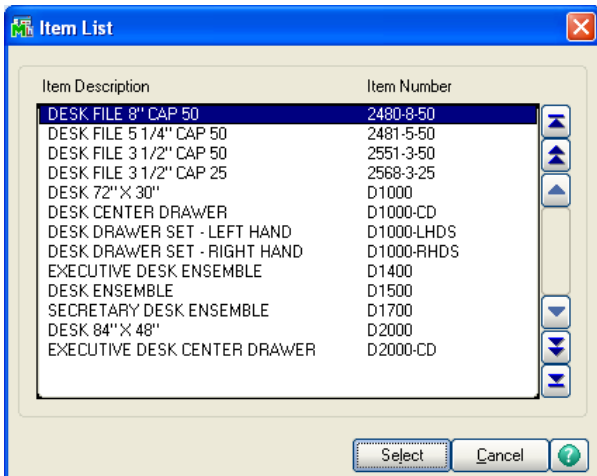 Item List
Item Description Item Number
DESK FILE 8" CAP 50 2480-8-50
DESK FILE 5 1/4" CAP 50 2481-5-50
DESK FILE 3 1/2" CAP 50 2551-3-50
DESK FILE 3 1/2" CAP 25 2568-3-25
DESK 72" X 30" D1000
DESK CENTER DRAWER D1000-CD
DESK DRAWER SET - LEFT HAND D1000-LHDS
DESK DRAWER SET - RIGHT HAND D1000-RHDS
EXECUTIVE DESK ENSEMBLE D1400
DESK ENSEMBLE D1500
SECRETARY DESK ENSEMBLE D1700
DESK 84" X 48" D2000
EXECUTIVE DESK CENTER DRAWER D2000-CD
Select Cancel ?